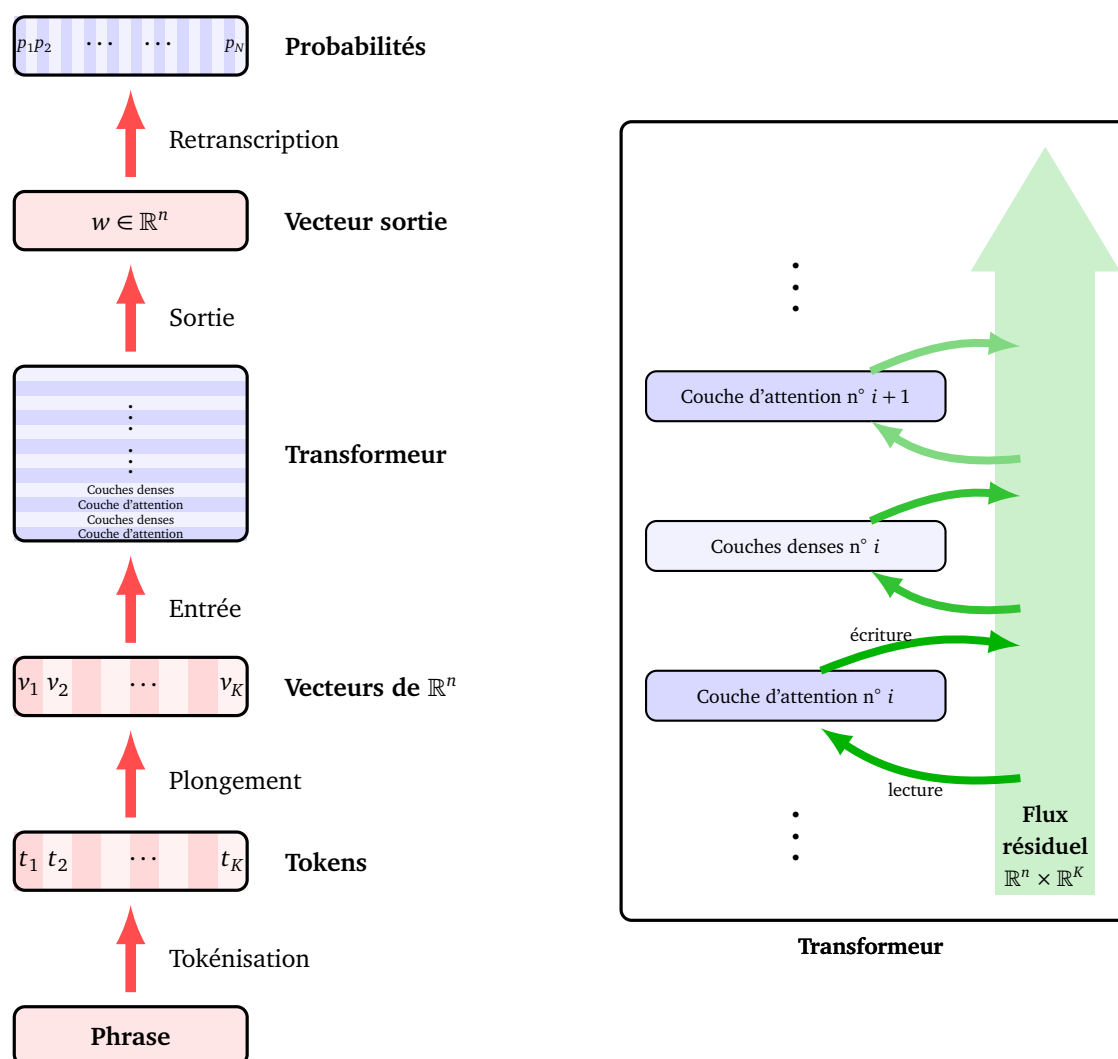 p₁p₂ ⋯ ⋯ p_N
Probabilités
Retranscription
w ∈ ℝⁿ
Vecteur sortie
Sortie
Couches denses
Couche d'attention
Couches denses
Couche d'attention
Transformeur
Entrée
v₁ v₂ ⋯ v_K
Vecteurs de ℝⁿ
Plongement
t₁ t₂ ⋯ t_K
Tokens
Tokénisation
Phrase
Couche d'attention n° i + 1
Couches denses n° i
écriture
Couche d'attention n° i
lecture
Flux
résiduel
ℝⁿ × ℝᴷ
Transformeur